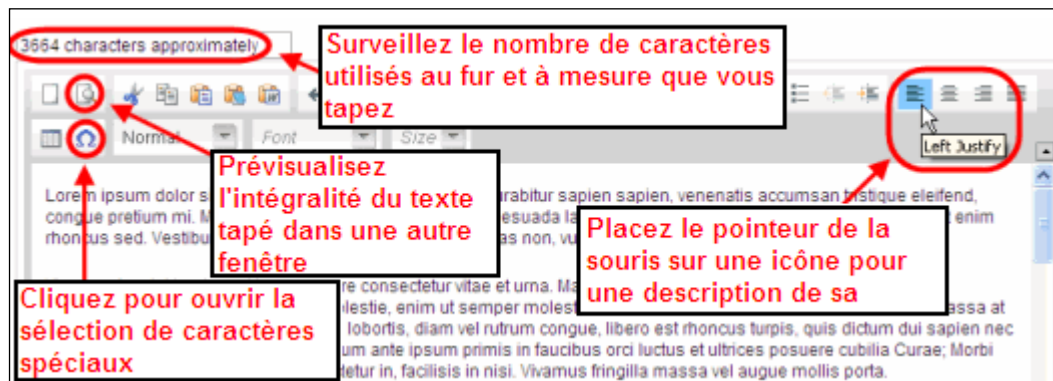 3664 characters approximately
Surveillez le nombre de caractères
utilisés au fur et à mesure que vous
tapez
Normal Font Size
Left Justify
Prévisualisez
l'intégralité du texte
tapé dans une autre
fenêtre
Placez le pointeur de la
souris sur une icône pour
une description de sa
Cliquez pour ouvrir la
sélection de caractères
spéciaux
Lorem ipsum dolor s urabitur sapien sapien, venenatis accumsan tristique eleifend,
congue pretium mi. M esuada la t enim
rhoncus sed. Vestibu as non, vu
re consectetur vitae et urna. Ma
lestie, enim ut semper molest assa at
lobortis, diam vel rutrum congue, libero est rhoncus turpis, quis dictum dui sapien nec
um ante ipsum primis in faucibus orci luctus et ultrices posuere cubilia Curae; Morbi
detur in, facilisis in nisi. Vivamus fringilla massa vel augue mollis porta.